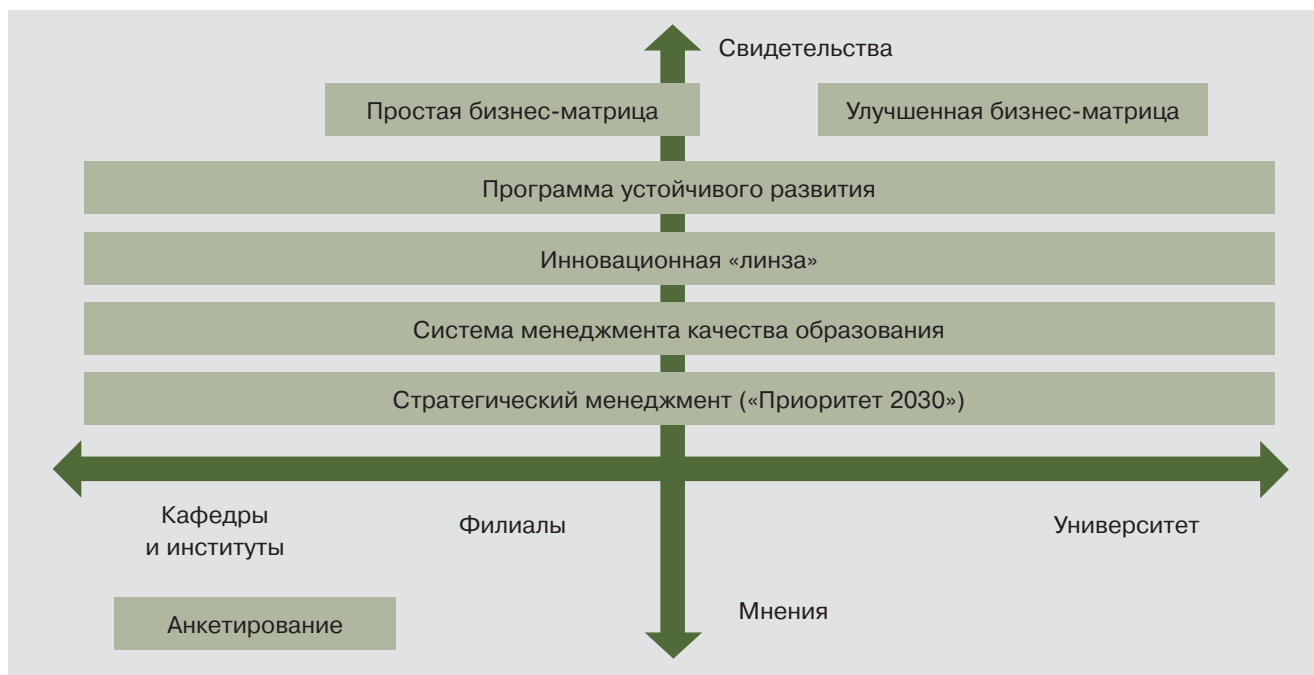 Свидетельства
Простая бизнес-матрица
Улучшенная бизнес-матрица
Программа устойчивого развития
Инновационная «линза»
Система менеджмента качества образования
Стратегический менеджмент («Приоритет 2030»)
Кафедры
и институты
Филиалы
Университет
Анкетирование
Мнения